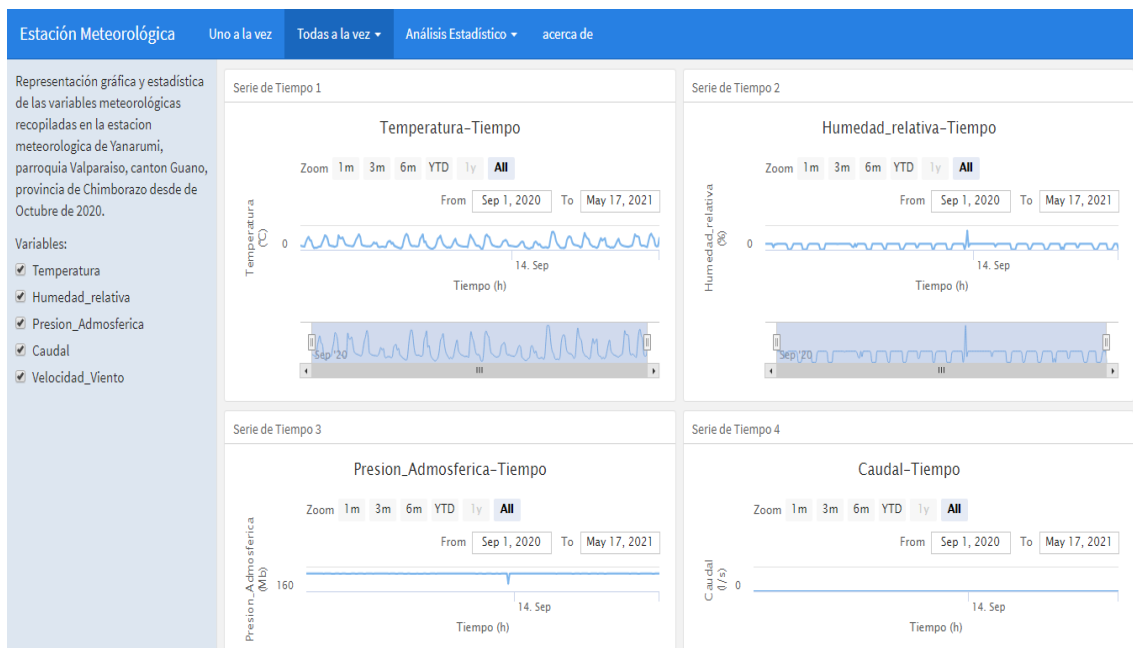 Estación Meteorológica
Uno a la vez
Todas a la vez
Análisis Estadístico
acerca de
Representación gráfica y estadística
de las variables meteorológicas
recopiladas en la estacion
meteorologica de Yanarumi,
parroquia Valparaiso, canton Guano,
provincia de Chimborazo desde de
Octubre de 2020.
Variables:
Temperatura
Humedad_relativa
Presion_Admosferica
Caudal
Velocidad_Viento
Serie de Tiempo 1
Temperatura-Tiempo
Zoom 1m 3m 6m YTD 1y All
From Sep 1, 2020 To May 17, 2021
Temperatura
(ºC)
0
14. Sep
Tiempo (h)
Sep '20
Serie de Tiempo 2
Humedad_relativa-Tiempo
Zoom 1m 3m 6m YTD 1y All
From Sep 1, 2020 To May 17, 2021
Humedad_relativa
(%)
0
14. Sep
Tiempo (h)
Sep '20
Serie de Tiempo 3
Presion_Admosferica-Tiempo
Zoom 1m 3m 6m YTD 1y All
From Sep 1, 2020 To May 17, 2021
Presion_Admosferica
(Mb)
160
14. Sep
Tiempo (h)
Serie de Tiempo 4
Caudal-Tiempo
Zoom 1m 3m 6m YTD 1y All
From Sep 1, 2020 To May 17, 2021
Caudal
(l/s)
0
14. Sep
Tiempo (h)